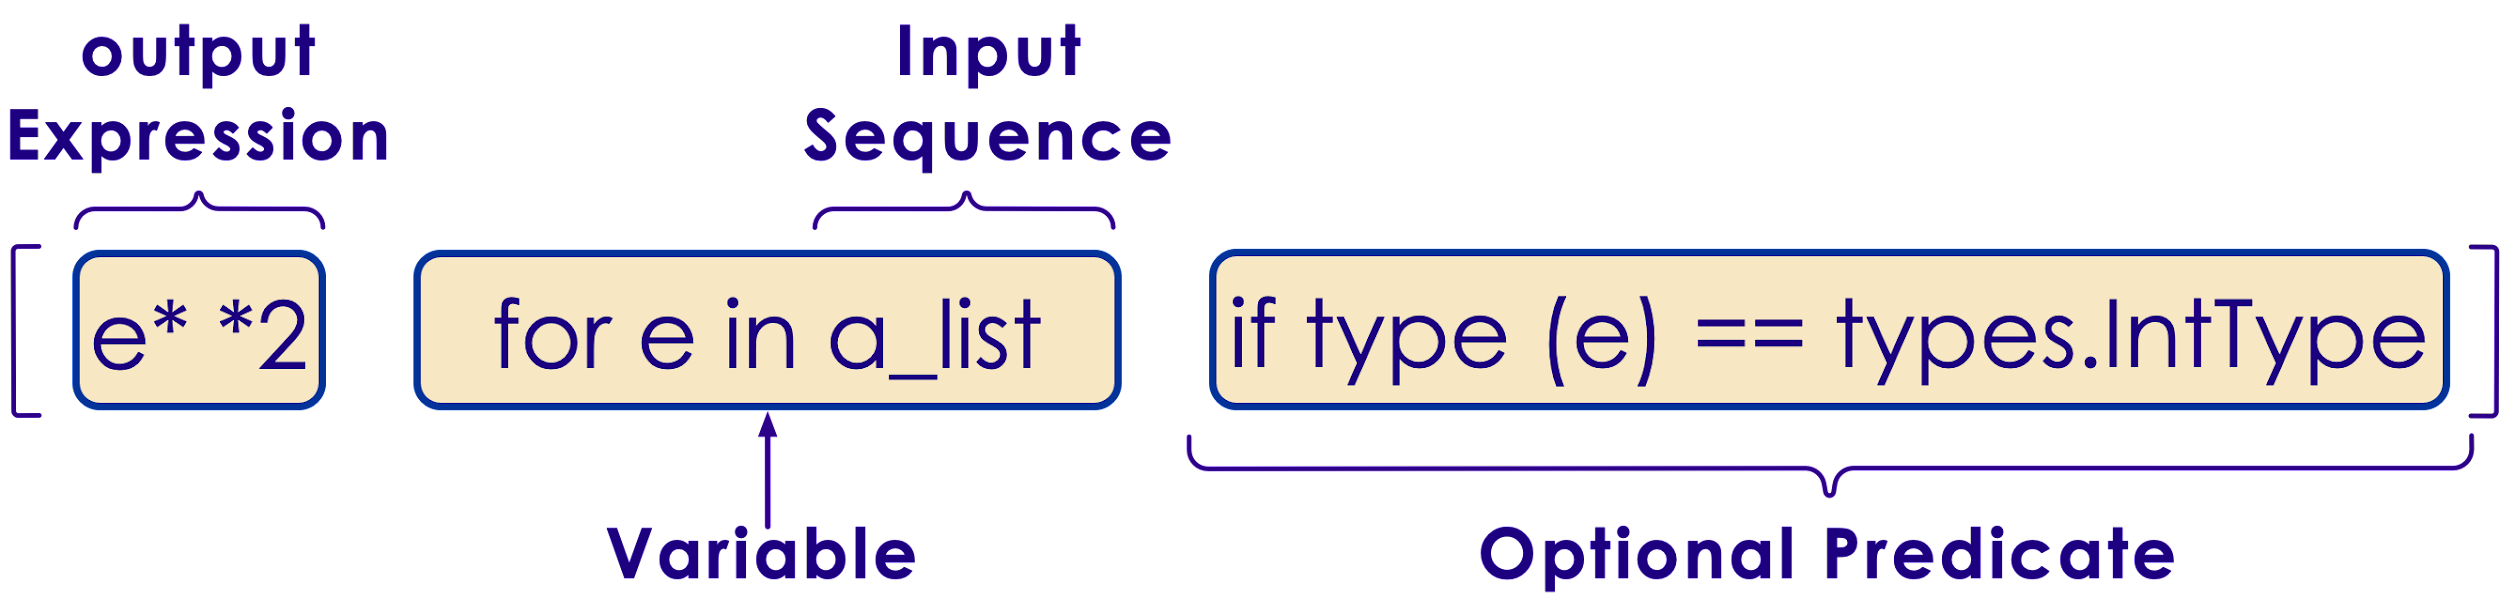 output
Expression
Input
Sequence
[ e* *2 for e in a_list if type (e) == types.IntType ]
Variable
Optional Predicate